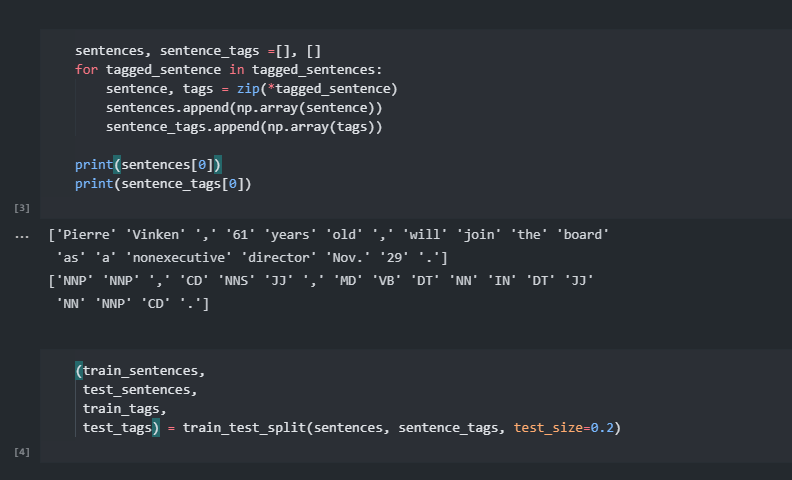 sentences, sentence_tags =[], []
for tagged_sentence in tagged_sentences:
    sentence, tags = zip(*tagged_sentence)
    sentences.append(np.array(sentence))
    sentence_tags.append(np.array(tags))
print(sentences[0])
print(sentence_tags[0])
[3]
... ['Pierre' 'Vinken' ',' '61' 'years' 'old' ',' 'will' 'join' 'the' 'board'
 'as' 'a' 'nonexecutive' 'director' 'Nov.' '29' '.']
['NNP' 'NNP' ',' 'CD' 'NNS' 'JJ' ',' 'MD' 'VB' 'DT' 'NN' 'IN' 'DT' 'JJ'
 'NN' 'NNP' 'CD' '.']
(train_sentences,
 test_sentences,
 train_tags,
 test_tags) = train_test_split(sentences, sentence_tags, test_size=0.2)
[4]